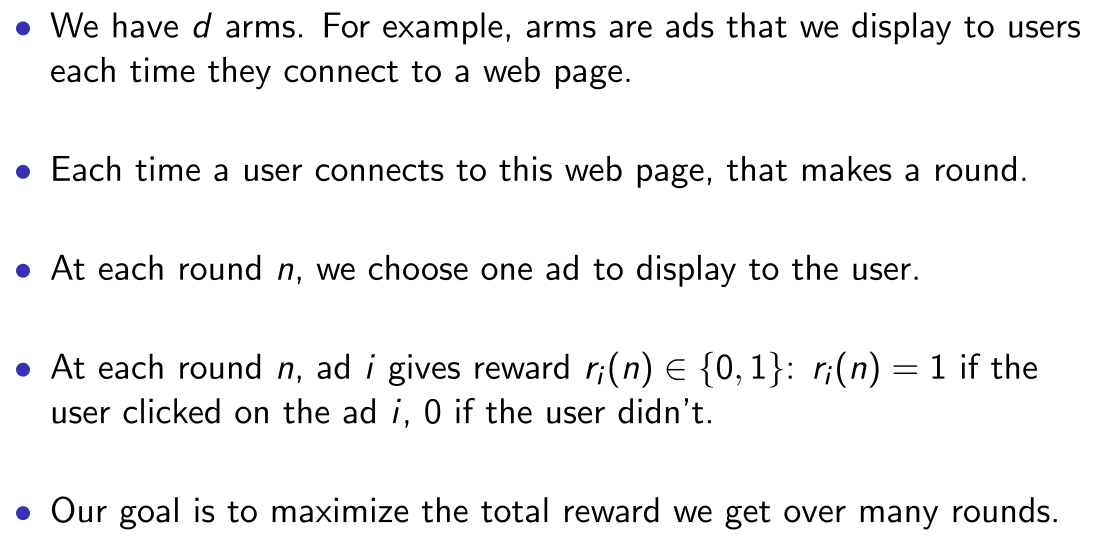 • We have d arms. For example, arms are ads that we display to users
each time they connect to a web page.
• Each time a user connects to this web page, that makes a round.
• At each round n, we choose one ad to display to the user.
• At each round n, ad i gives reward rᵢ(n) ∈ {0, 1}: rᵢ(n) = 1 if the
user clicked on the ad i, 0 if the user didn't.
• Our goal is to maximize the total reward we get over many rounds.